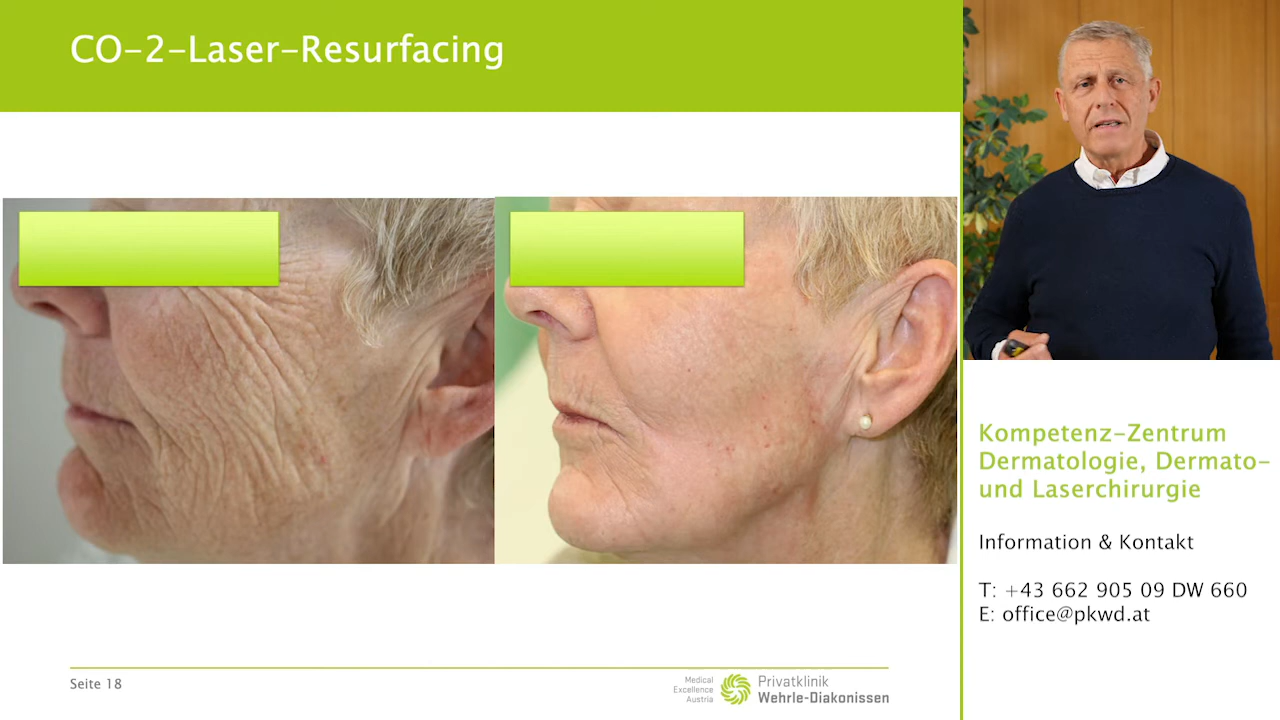 CO-2-Laser-Resurfacing
Kompetenz-Zentrum
Dermatologie, Dermato-
und Laserchirurgie
Information & Kontakt
T: +43 662 905 09 DW 660
E: office@pkwd.at
Seite 18
Medical
Excellence
Austria
Privatklinik
Wehrle-Diakonissen